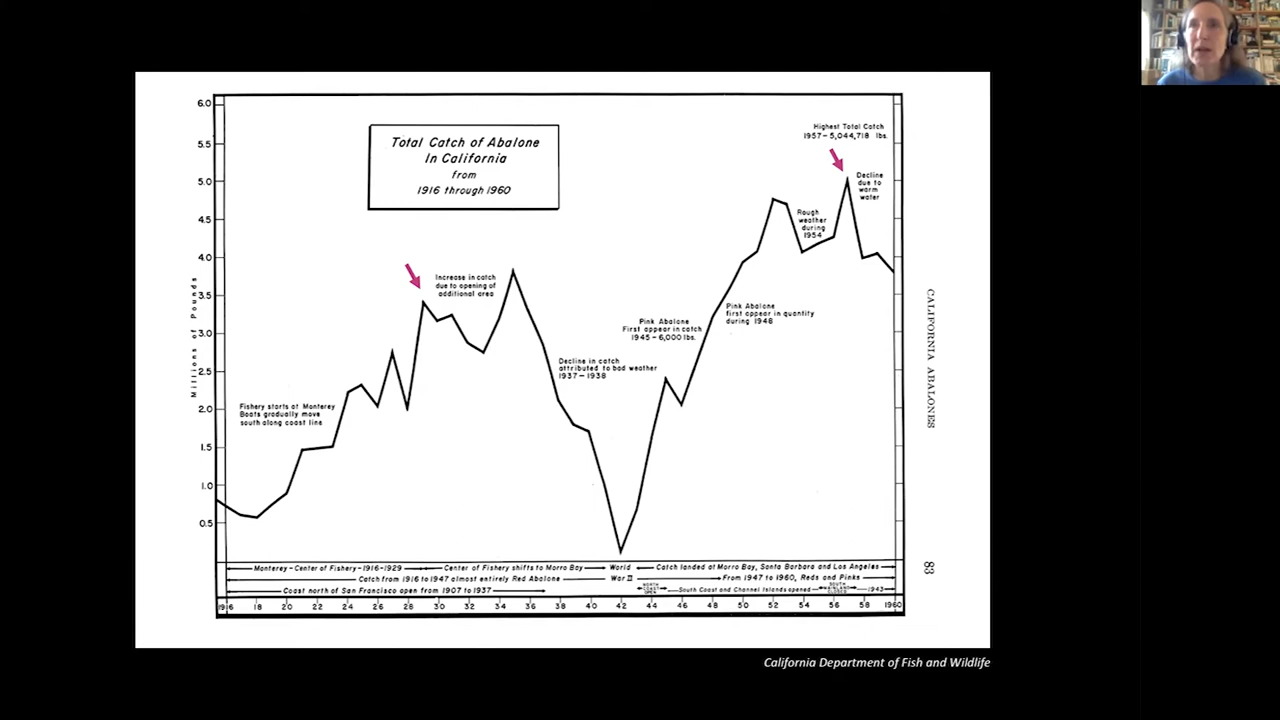 Total Catch of Abalone
In California
from
1916 through 1960
Highest Total Catch
1957–5,044,718 lbs.
Decline
due to
warm
water
Rough
weather
during
1954
Increase in catch
due to opening of
additional area
Pink Abalone
First appear in catch
1945–6,000 lbs.
Pink Abalone
first appear in quantity
during 1948
Decline in catch
attributed to bad weather
1937–1938
Fishery starts at Monterey
Boats gradually move
south along coast line
Millions of Pounds
6.0
5.5
5.0
4.5
4.0
3.5
3.0
2.5
2.0
1.5
1.0
0.5
Monterey–Center of Fishery–1916–1929
Center of Fishery shifts to Morro Bay
World
War II
Catch landed at Morro Bay, Santa Barbara and Los Angeles
Catch from 1916 to 1947 almost entirely Red Abalone
From 1947 to 1960, Reds and Pinks
Coast north of San Francisco open from 1907 to 1937
NORTH
COAST
OPEN
South Coast and Channel Islands opened
SOUTH
MAINLAND
CLOSED
1943
1916 18 20 22 24 26 28 30 32 34 36 38 40 42 44 46 48 50 52 54 56 58 1960
CALIFORNIA ABALONES
83
California Department of Fish and Wildlife